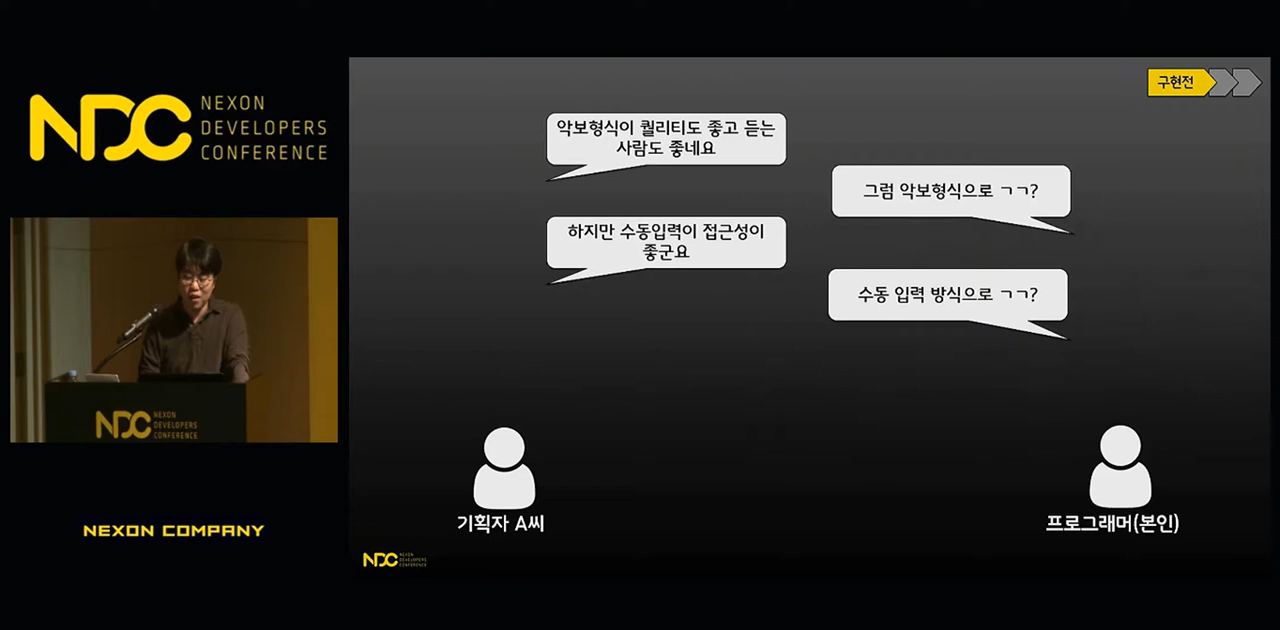 NDC NEXON
DEVELOPERS
CONFERENCE
구현전
악보형식이 퀄리티도 좋고 듣는
사람도 좋네요
그럼 악보형식으로 ㄱㄱ?
하지만 수동입력이 접근성이
좋군요
수동 입력 방식으로 ㄱㄱ?
NDC NEXON
DEVELOPERS
CONFERENCE
NEXON COMPANY
기획자 A씨
프로그래머(본인)
NDC NEXON
DEVELOPERS
CONFERENCE